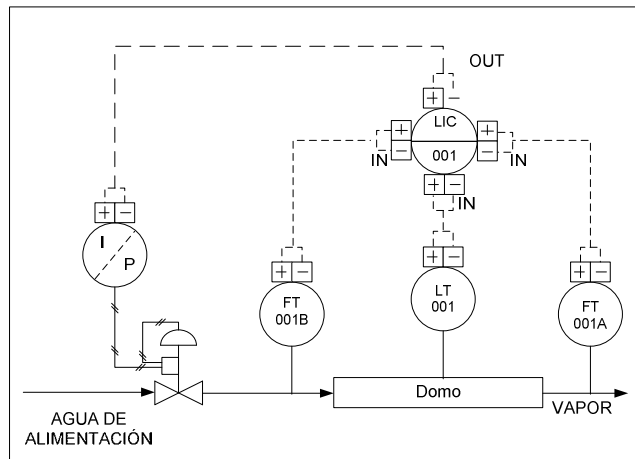 OUT
+ −
LIC
001
+
−
IN
+
−
IN
+ −
IN
+ −
I
P
+ −
FT
001B
+ −
LT
001
+ −
FT
001A
Domo
AGUA DE
ALIMENTACIÓN
VAPOR